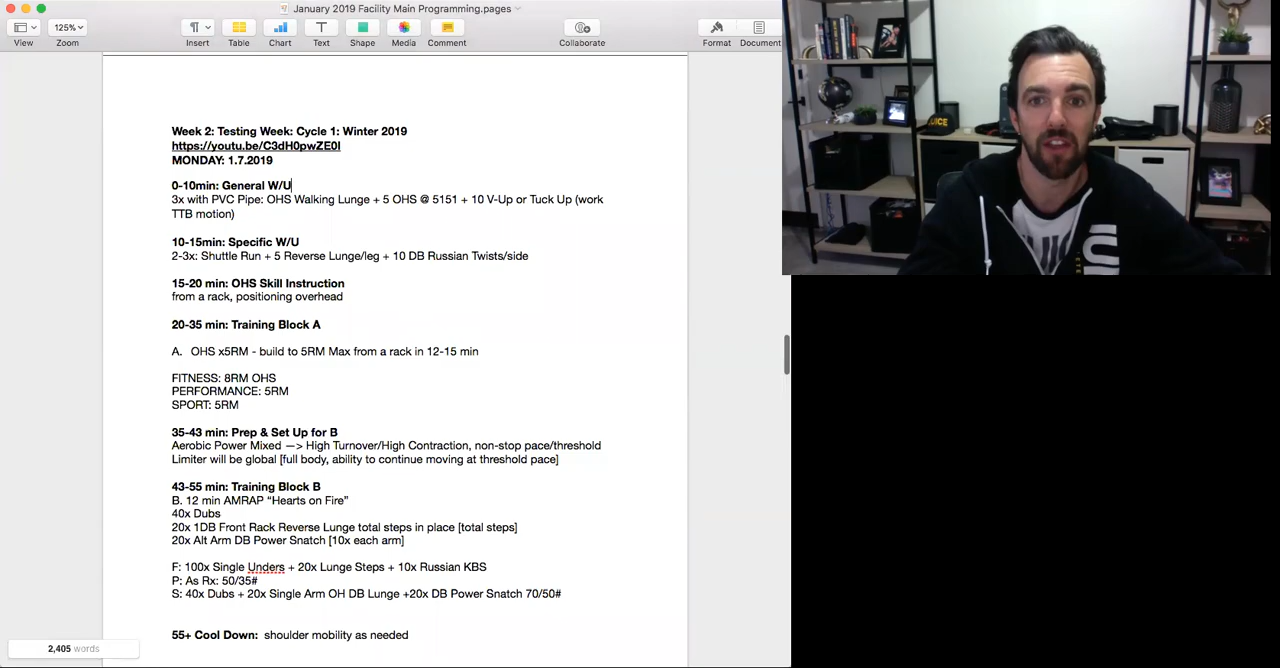 January 2019 Facility Main Programming.pages
125%
View
Zoom
Insert
Table
Chart
Text
Shape
Media
Comment
Collaborate
Format
Document
Week 2: Testing Week: Cycle 1: Winter 2019
https://youtu.be/C3dH0pwZE0I
MONDAY: 1.7.2019
0-10min: General W/U
3x with PVC Pipe: OHS Walking Lunge + 5 OHS @ 5151 + 10 V-Up or Tuck Up (work
TTB motion)
10-15min: Specific W/U
2-3x: Shuttle Run + 5 Reverse Lunge/leg + 10 DB Russian Twists/side
15-20 min: OHS Skill Instruction
from a rack, positioning overhead
20-35 min: Training Block A
A. OHS x5RM - build to 5RM Max from a rack in 12-15 min
FITNESS: 8RM OHS
PERFORMANCE: 5RM
SPORT: 5RM
35-43 min: Prep & Set Up for B
Aerobic Power Mixed —> High Turnover/High Contraction, non-stop pace/threshold
Limiter will be global [full body, ability to continue moving at threshold pace]
43-55 min: Training Block B
B. 12 min AMRAP “Hearts on Fire”
40x Dubs
20x 1DB Front Rack Reverse Lunge total steps in place [total steps]
20x Alt Arm DB Power Snatch [10x each arm]
F: 100x Single Unders + 20x Lunge Steps + 10x Russian KBS
P: As Rx: 50/35#
S: 40x Dubs + 20x Single Arm OH DB Lunge +20x DB Power Snatch 70/50#
55+ Cool Down: shoulder mobility as needed
2,405 words